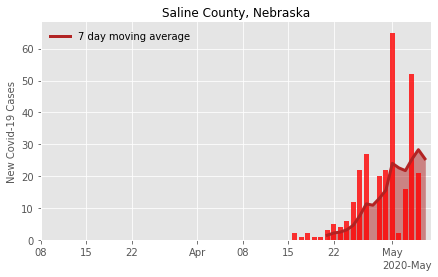 Saline County, Nebraska
7 day moving average
New Covid-19 Cases
60
50
40
30
20
10
0
08 15 22 Apr 08 15 22 May
2020-May